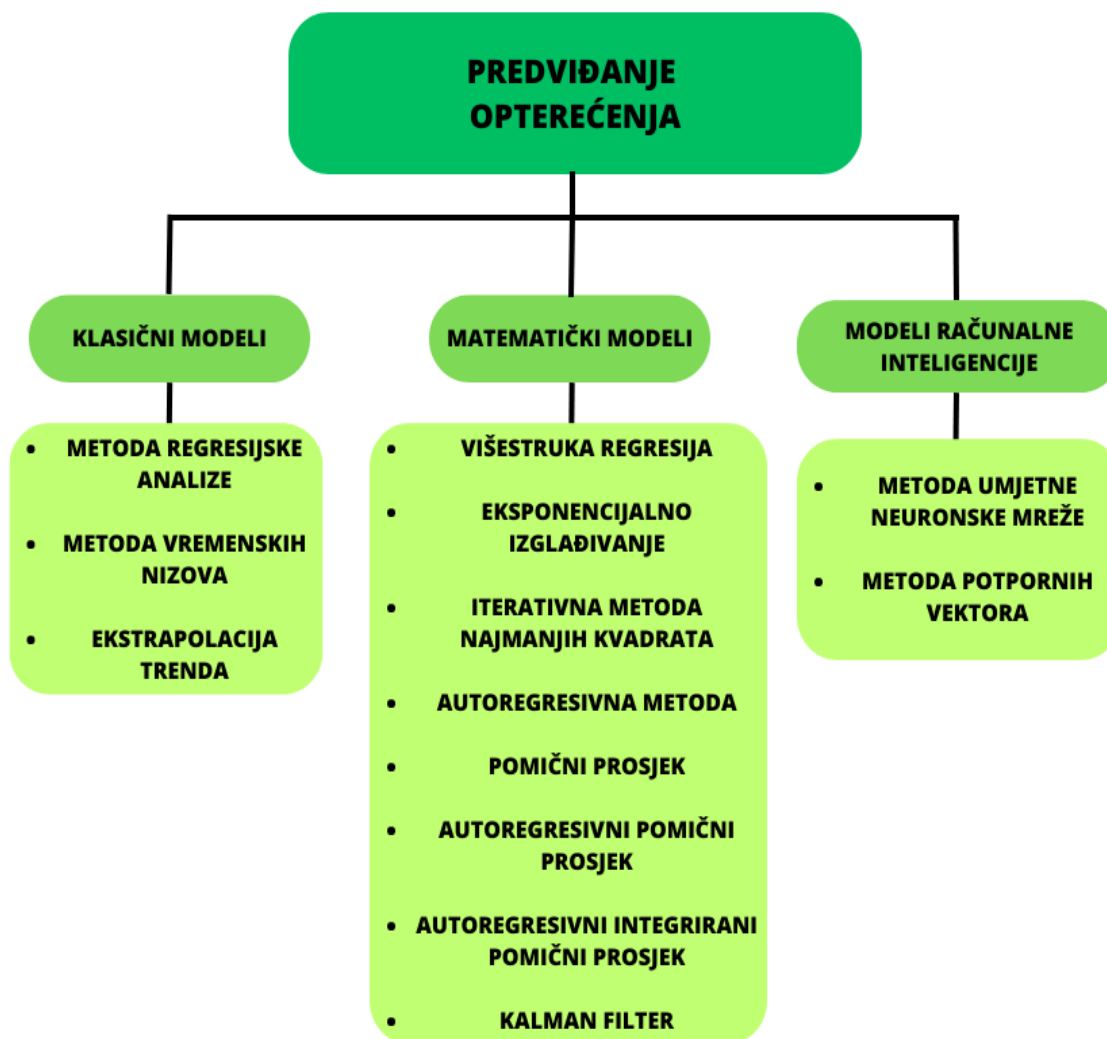 PREDVIĐANJE
OPTEREĆENJA
KLASIČNI MODELI
• METODA REGRESIJSKE
ANALIZE
• METODA VREMENSKIH
NIZOVA
• EKSTRAPOLACIJA
TRENDA
MATEMATIČKI MODELI
• VIŠESTRUKA REGRESIJA
• EKSPONENCIJALNO
IZGLAĐIVANJE
• ITERATIVNA METODA
NAJMANJIH KVADRATA
• AUTOREGRESIVNA METODA
• POMIČNI PROSJEK
• AUTOREGRESIVNI POMIČNI
PROSJEK
• AUTOREGRESIVNI INTEGRIRANI
POMIČNI PROSJEK
• KALMAN FILTER
MODELI RAČUNALNE
INTELIGENCIJE
• METODA UMJETNE
NEURONSKE MREŽE
• METODA POTPORNIH
VEKTORA